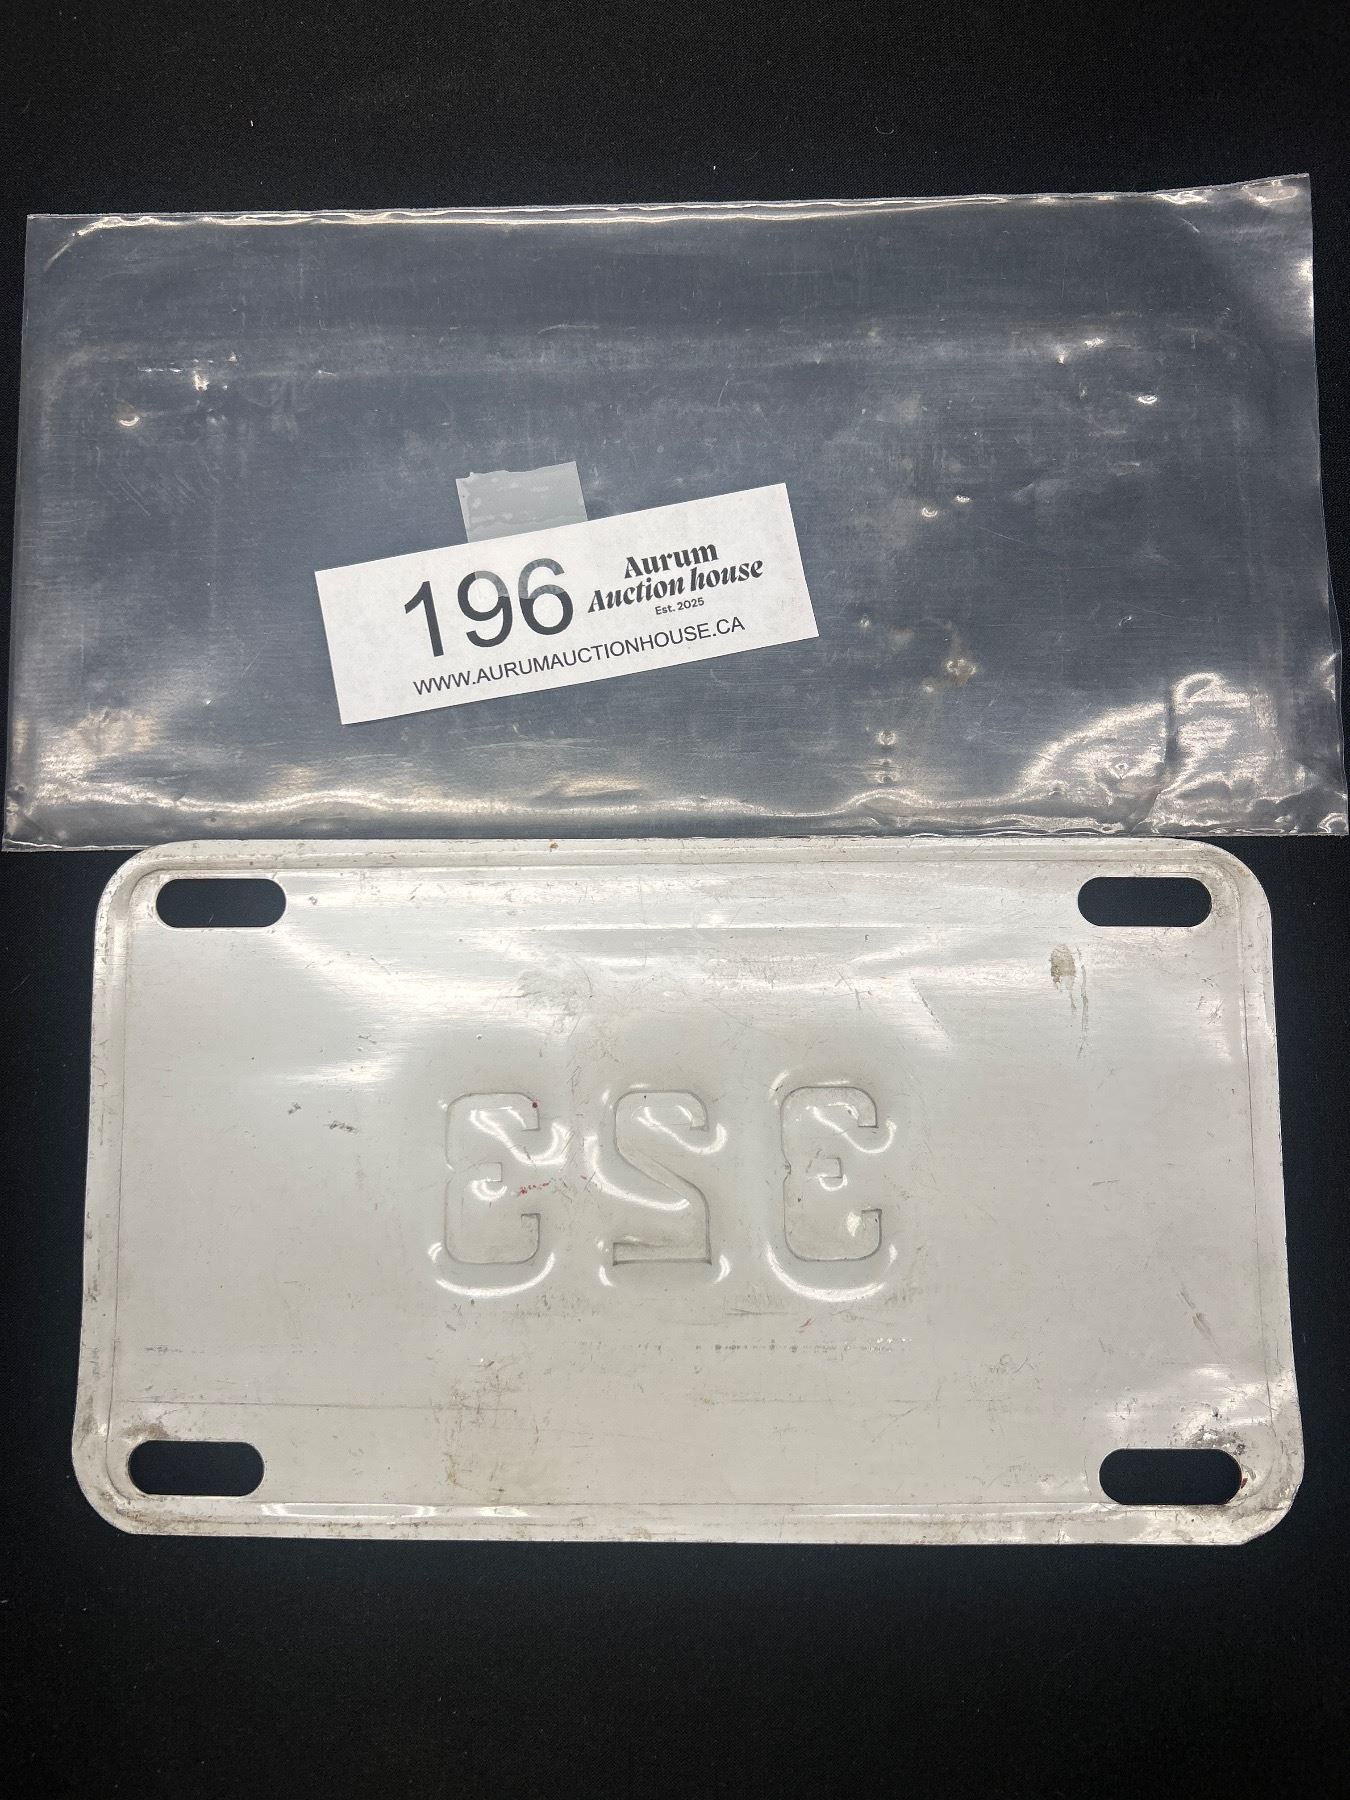 196
Aurum
Auction house
Est. 2025
WWW.AURUMAUCTIONHOUSE.CA
323